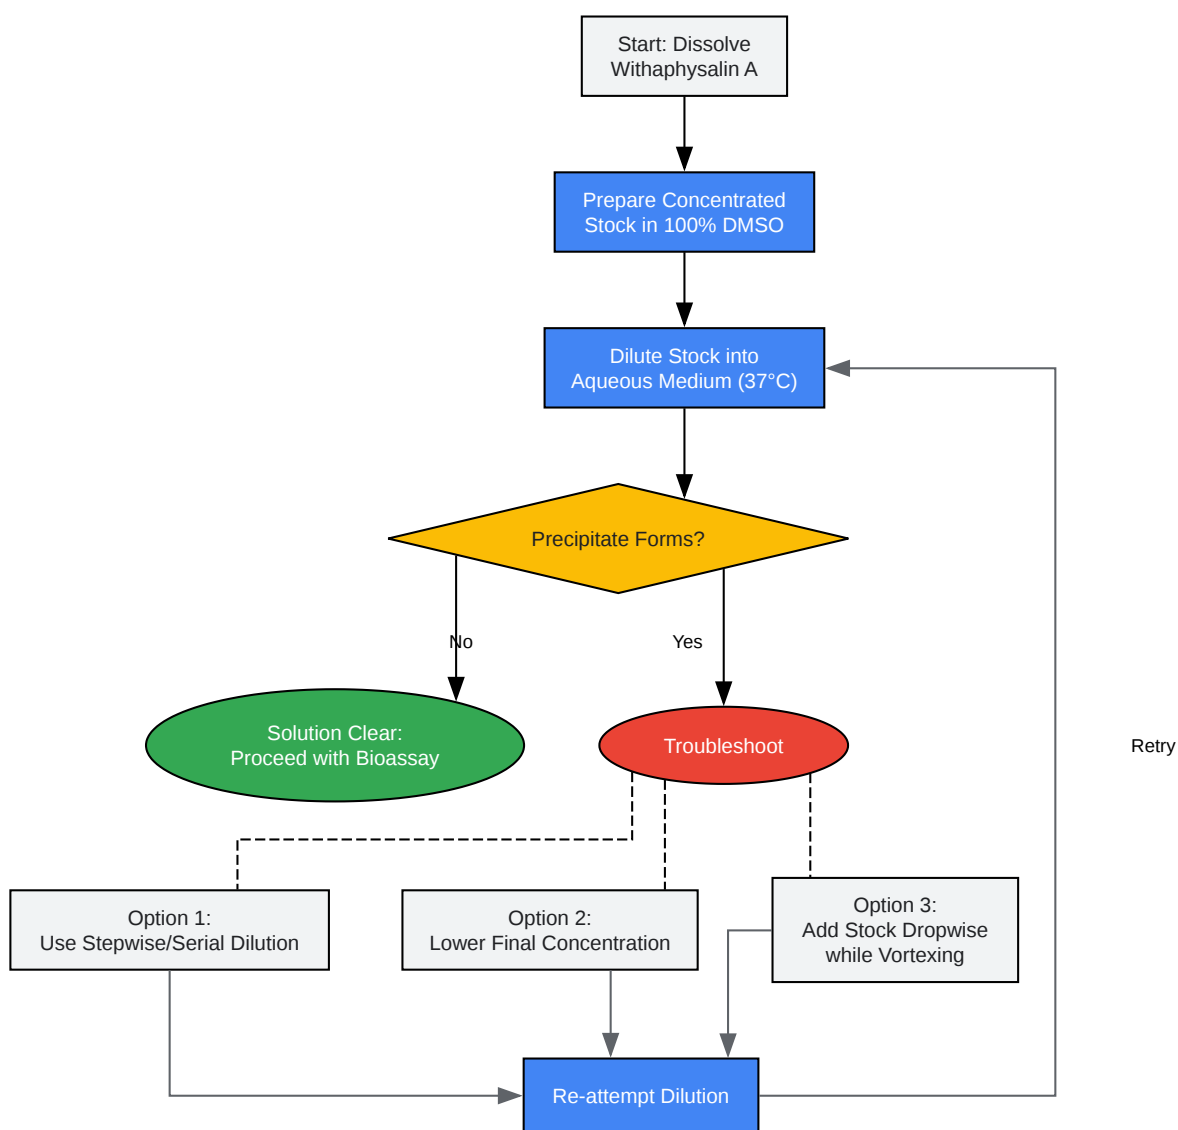 Start: Dissolve
Withaphysalin A
Prepare Concentrated
Stock in 100% DMSO
Dilute Stock into
Aqueous Medium (37°C)
Precipitate Forms?
No
Yes
Solution Clear:
Proceed with Bioassay
Troubleshoot
Retry
Option 1:
Use Stepwise/Serial Dilution
Option 2:
Lower Final Concentration
Option 3:
Add Stock Dropwise
while Vortexing
Re-attempt Dilution